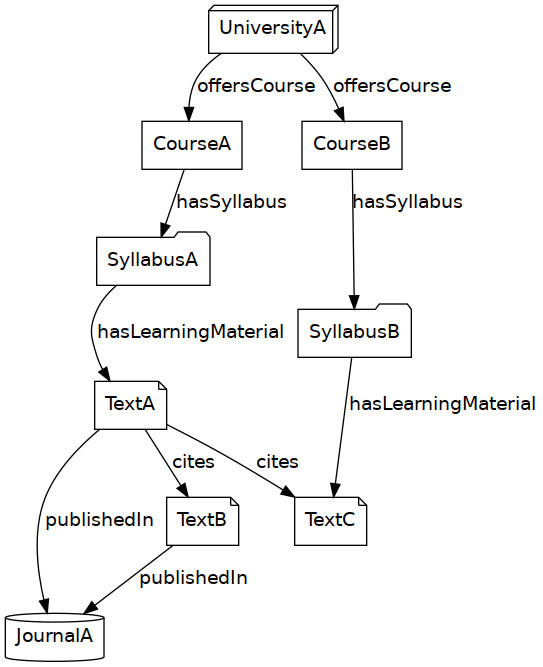 UniversityA
offersCourse
offersCourse
CourseA
CourseB
hasSyllabus
hasSyllabus
SyllabusA
SyllabusB
hasLearningMaterial
hasLearningMaterial
TextA
cites
cites
publishedIn
TextB
TextC
publishedIn
JournalA